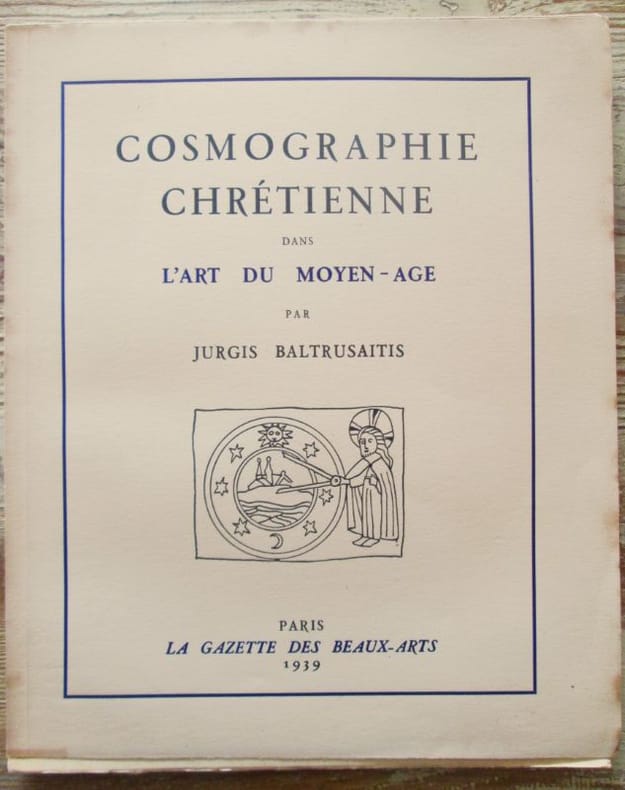 COSMOGRAPHIE
CHRÉTIENNE
DANS
L'ART DU MOYEN-AGE
PAR
JURGIS BALTRUSAITIS
PARIS
LA GAZETTE DES BEAUX-ARTS
1939